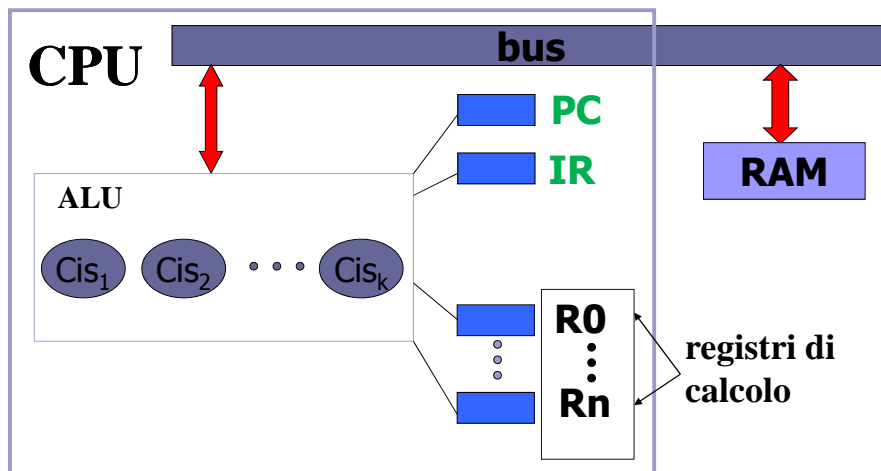 CPU
bus
PC
IR
RAM
ALU
Cis1
Cis2
Cisk
R0
Rn
registri di
calcolo